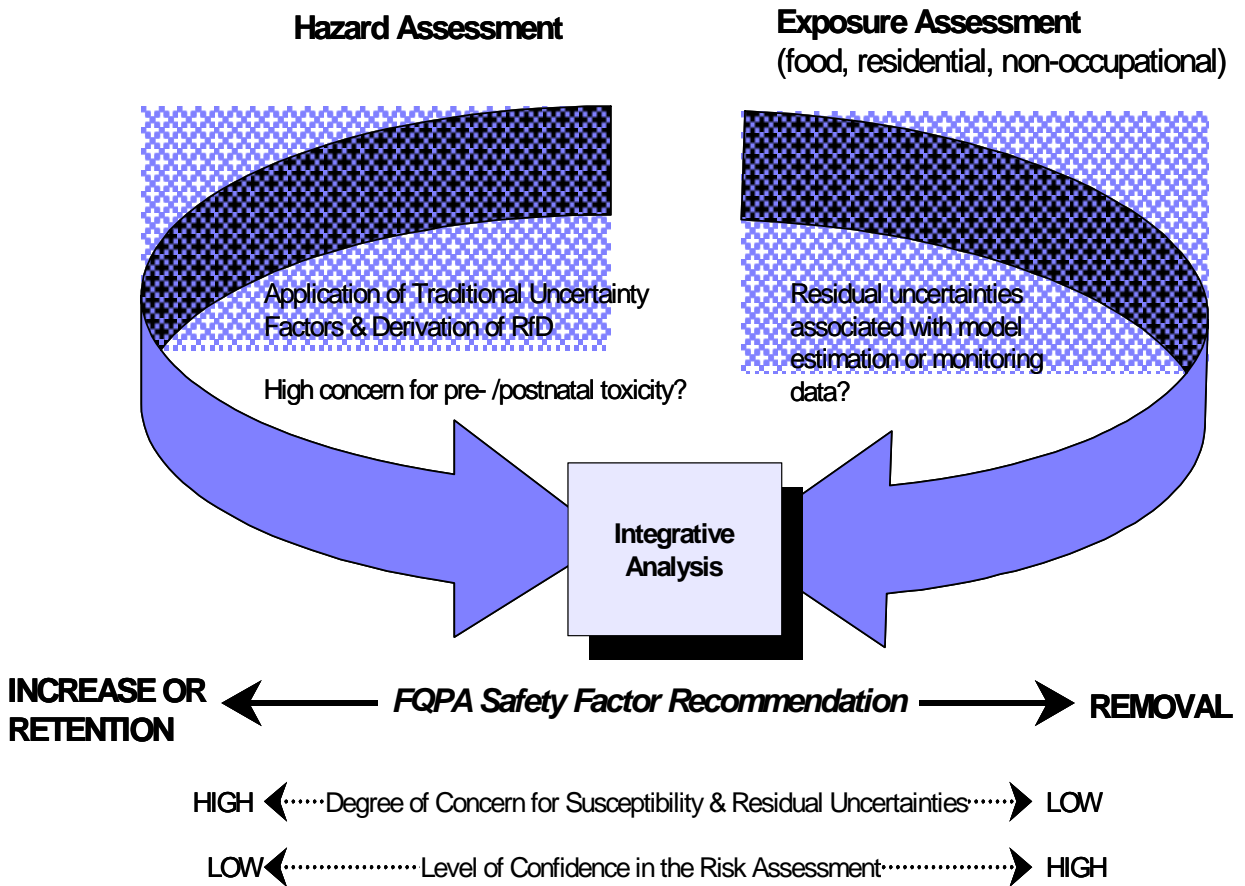 Hazard Assessment
Exposure Assessment
(food, residential, non-occupational)
Application of Traditional Uncertainty
Factors & Derivation of RfD
High concern for pre- /postnatal toxicity?
Residual uncertainties
associated with model
estimation or monitoring
data?
Integrative
Analysis
INCREASE OR
RETENTION
FQPA Safety Factor Recommendation
REMOVAL
HIGH
Degree of Concern for Susceptibility & Residual Uncertainties
LOW
LOW
Level of Confidence in the Risk Assessment
HIGH